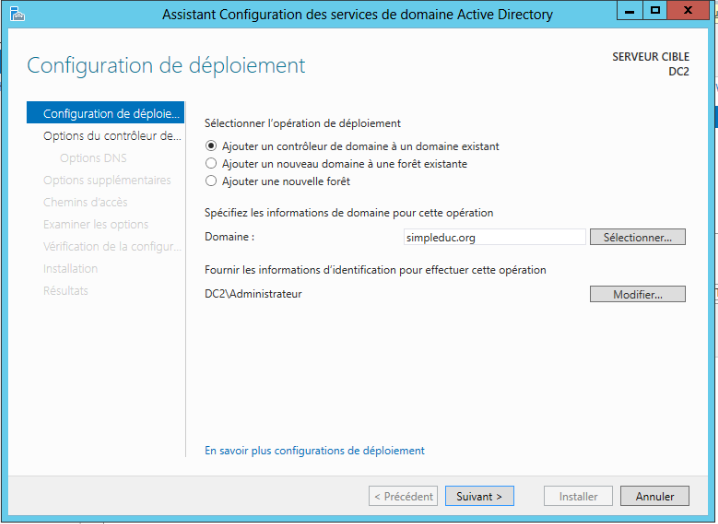 Assistant Configuration des services de domaine Active Directory
Configuration de déploiement
SERVEUR CIBLE
DC2
Configuration de déploie...
Options du contrôleur de...
Options DNS
Options supplémentaires
Chemins d'accès
Examiner les options
Vérification de la configur...
Installation
Résultats
Sélectionner l'opération de déploiement
Ajouter un contrôleur de domaine à un domaine existant
Ajouter un nouveau domaine à une forêt existante
Ajouter une nouvelle forêt
Spécifiez les informations de domaine pour cette opération
Domaine : simpleduc.org Sélectionner...
Fournir les informations d'identification pour effectuer cette opération
DC2\Administrateur Modifier...
En savoir plus configurations de déploiement
< Précédent Suivant > Installer Annuler